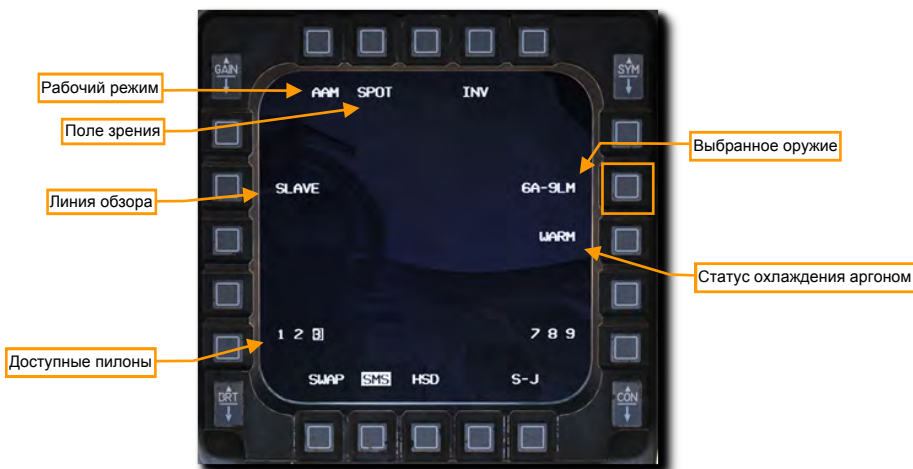 GAIN
SYM
Рабочий режим
AAM SPOT INV
Поле зрения
Выбранное оружие
Линия обзора
SLAVE 6A-9LM
WARM
Статус охлаждения аргоном
Доступные пилоны
1 2 3 7 8 9
SWAP SMS HSD S-J
BRT
CON